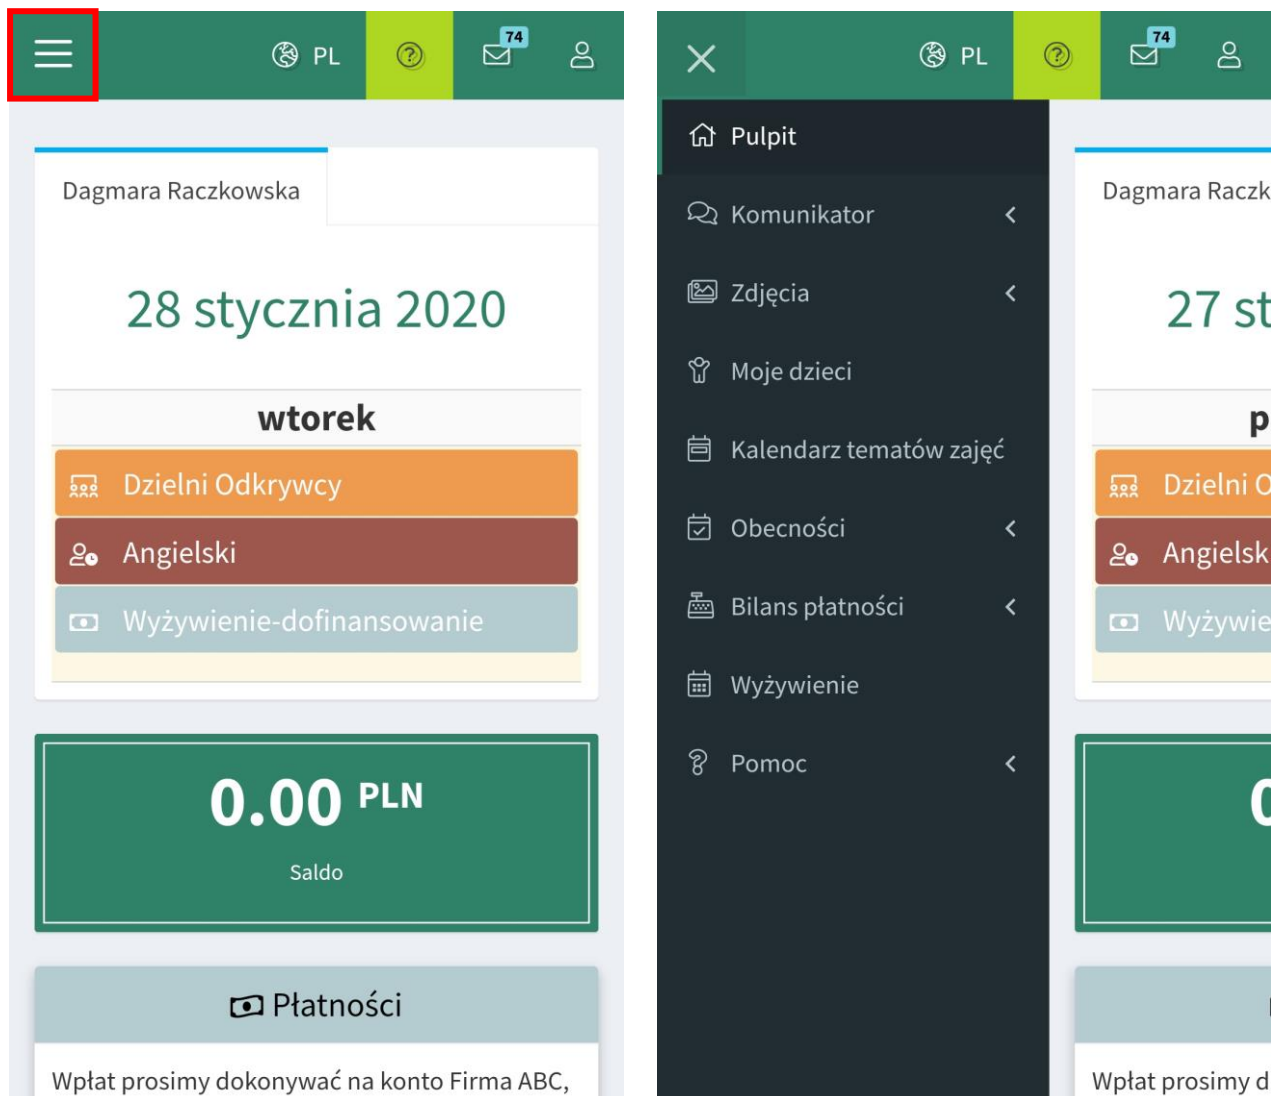 PL
74
Dagmara Raczkowska
28 stycznia 2020
wtorek
Dzielni Odkrywcy
Angielski
Wyżywienie-dofinansowanie
0.00 PLN
Saldo
Płatności
Wpłat prosimy dokonywać na konto Firma ABC,
PL
74
Pulpit
Komunikator
Zdjęcia
Moje dzieci
Kalendarz tematów zajęć
Obecności
Bilans płatności
Wyżywienie
Pomoc
Dagmara Raczk
27 st
p
Dzielni O
Angielsk
Wyżywie
0
Wpłat prosimy d